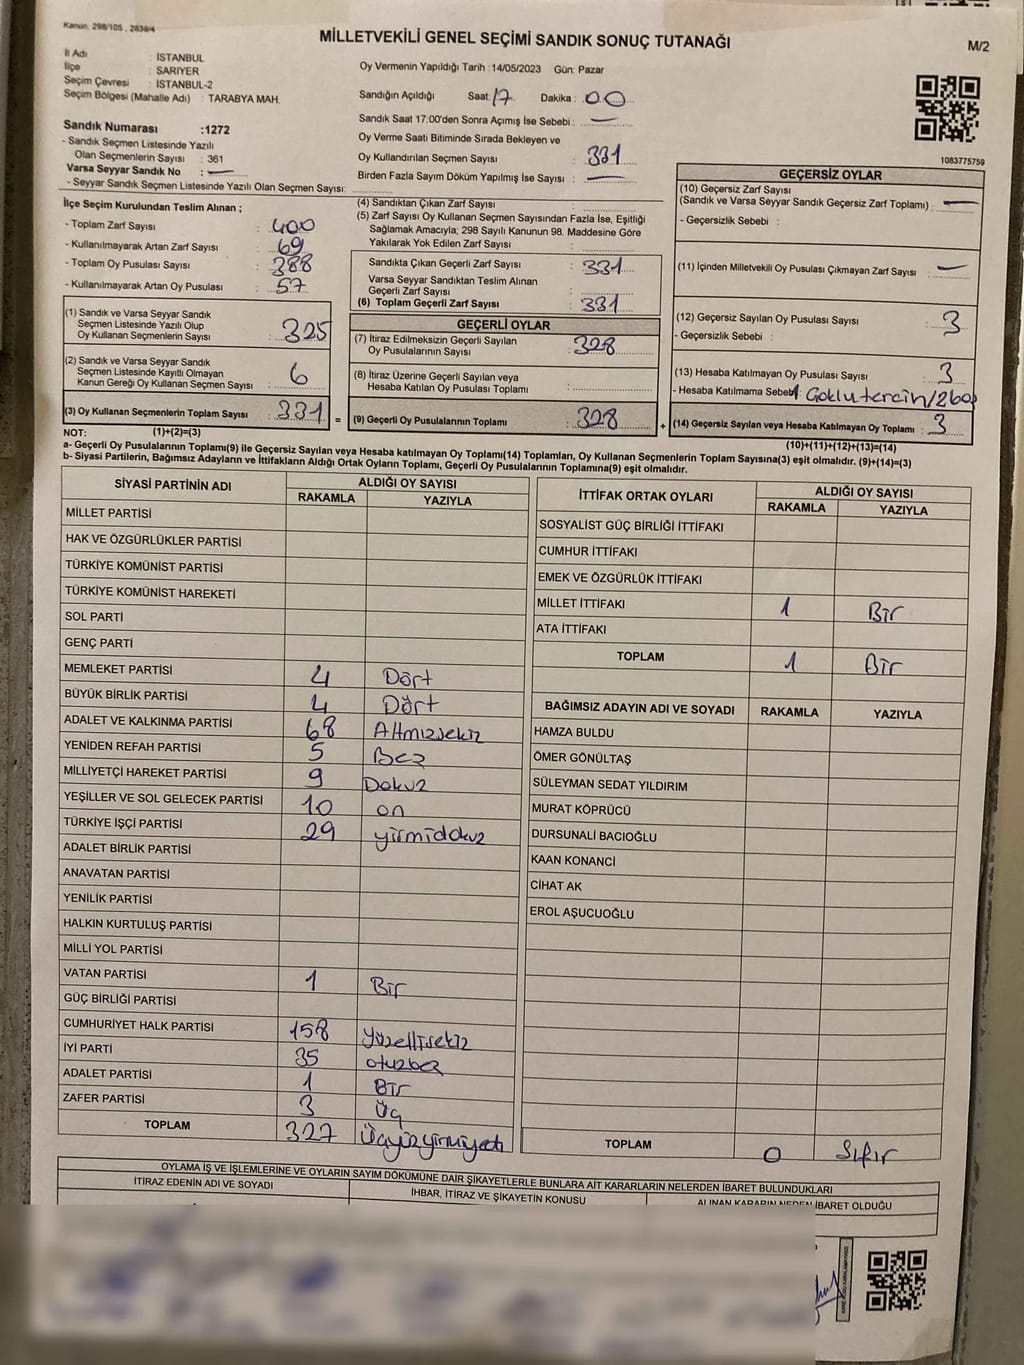 Kanun: 298/105 , 2839/4
MİLLETVEKİLİ GENEL SEÇİMİ SANDIK SONUÇ TUTANAĞI
M/2
İl Adı : İSTANBUL
İlçe : SARIYER
Seçim Çevresi : İSTANBUL-2
Seçim Bölgesi (Mahalle Adı) : TARABYA MAH.
Oy Vermenin Yapıldığı Tarih : 14/05/2023 Gün: Pazar
Sandığın Açıldığı Saat: 17 Dakika : 00
Sandık Saat 17:00'den Sonra Açımış İse Sebebi : —
Oy Verme Saati Bitiminde Sırada Bekleyen ve
Oy Kullandırılan Seçmen Sayısı : 331
Birden Fazla Sayım Döküm Yapılmış İse Sayısı : —
Sandık Numarası : 1272
- Sandık Seçmen Listesinde Yazılı
Olan Seçmenlerin Sayısı : 361
Varsa Seyyar Sandık No : —
- Seyyar Sandık Seçmen Listesinde Yazılı Olan Seçmen Sayısı:
1083775759
İlçe Seçim Kurulundan Teslim Alınan ;
- Toplam Zarf Sayısı : 400
- Kullanılmayarak Artan Zarf Sayısı : 69
- Toplam Oy Pusulası Sayısı : 388
- Kullanılmayarak Artan Oy Pusulası : 57
(1) Sandık ve Varsa Seyyar Sandık
Seçmen Listesinde Yazılı Olup
Oy Kullanan Seçmenlerin Sayısı : 325
(2) Sandık ve Varsa Seyyar Sandık
Seçmen Listesinde Kayıtlı Olmayan
Kanun Gereği Oy Kullanan Seçmen Sayısı : 6
(3) Oy Kullanan Seçmenlerin Toplam Sayısı : 331 =
(4) Sandıktan Çıkan Zarf Sayısı :
(5) Zarf Sayısı Oy Kullanan Seçmen Sayısından Fazla İse, Eşitliği
Sağlamak Amacıyla; 298 Sayılı Kanunun 98. Maddesine Göre
Yakılarak Yok Edilen Zarf Sayısı :
Sandıkta Çıkan Geçerli Zarf Sayısı : 331
Varsa Seyyar Sandıktan Teslim Alınan
Geçerli Zarf Sayısı :
(6) Toplam Geçerli Zarf Sayısı : 331
GEÇERLİ OYLAR
(7) İtiraz Edilmeksizin Geçerli Sayılan
Oy Pusulalarının Sayısı : 328
(8) İtiraz Üzerine Geçerli Sayılan veya
Hesaba Katılan Oy Pusulası Toplamı :
(9) Geçerli Oy Pusulalarının Toplamı : 328 +
GEÇERSİZ OYLAR
(10) Geçersiz Zarf Sayısı
(Sandık ve Varsa Seyyar Sandık Geçersiz Zarf Toplamı) : —
- Geçersizlik Sebebi :
(11) İçinden Milletvekili Oy Pusulası Çıkmayan Zarf Sayısı : —
(12) Geçersiz Sayılan Oy Pusulası Sayısı : 3
- Geçersizlik Sebebi :
(13) Hesaba Katılmayan Oy Pusulası Sayısı : 3
- Hesaba Katılmama Sebebi:
(14) Geçersiz Sayılan veya Hesaba Katılmayan Oy Toplamı : 3
NOT: (1)+(2)=(3)
(10)+(11)+(12)+(13)=(14)
a- Geçerli Oy Pusulalarının Toplamı(9) ile Geçersiz Sayılan veya Hesaba katılmayan Oy Toplamı(14) Toplamları, Oy Kullanan Seçmenlerin Toplam Sayısına(3) eşit olmalıdır. (9)+(14)=(3)
b- Siyasi Partilerin, Bağımsız Adayların ve İttifakların Aldığı Ortak Oyların Toplamı, Geçerli Oy Pusulalarının Toplamına(9) eşit olmalıdır.
SİYASİ PARTİNİN ADI ALDIĞI OY SAYISI
RAKAMLA YAZIYLA
MİLLET PARTİSİ
HAK VE ÖZGÜRLÜKLER PARTİSİ
TÜRKİYE KOMÜNİST PARTİSİ
TÜRKİYE KOMÜNİST HAREKETİ
SOL PARTİ
GENÇ PARTİ
MEMLEKET PARTİSİ 4 Dört
BÜYÜK BİRLİK PARTİSİ 4 Dört
ADALET VE KALKINMA PARTİSİ 68 Altmışsekiz
YENİDEN REFAH PARTİSİ 5 Beş
MİLLİYETÇİ HAREKET PARTİSİ 9 Dokuz
YEŞİLLER VE SOL GELECEK PARTİSİ 10 on
TÜRKİYE İŞÇİ PARTİSİ 29 yirmidokuz
ADALET BİRLİK PARTİSİ
ANAVATAN PARTİSİ
YENİLİK PARTİSİ
HALKIN KURTULUŞ PARTİSİ
MİLLİ YOL PARTİSİ
VATAN PARTİSİ 1 Bir
GÜÇ BİRLİĞİ PARTİSİ
CUMHURİYET HALK PARTİSİ 158 Yüzellisekiz
İYİ PARTİ 35 otuzbeş
ADALET PARTİSİ 1 Bir
ZAFER PARTİSİ 3 Üç
TOPLAM 327 Üçyüzyirmiyedi
İTTİFAK ORTAK OYLARI ALDIĞI OY SAYISI
RAKAMLA YAZIYLA
SOSYALİST GÜÇ BİRLİĞİ İTTİFAKI
CUMHUR İTTİFAKI
EMEK VE ÖZGÜRLÜK İTTİFAKI
MİLLET İTTİFAKI 1 Bir
ATA İTTİFAKI
TOPLAM 1 Bir
BAĞIMSIZ ADAYIN ADI VE SOYADI RAKAMLA YAZIYLA
HAMZA BULDU
ÖMER GÖNÜLTAŞ
SÜLEYMAN SEDAT YILDIRIM
MURAT KÖPRÜCÜ
DURSUNALİ BACIOĞLU
KAAN KONANCİ
CİHAT AK
EROL AŞUCUOĞLU
TOPLAM 0 Sıfır
OYLAMA İŞ VE İŞLEMLERİNE VE OYLARIN SAYIM DÖKÜMÜNE DAİR ŞİKAYETLERLE BUNLARA AİT KARARLARIN NELERDEN İBARET BULUNDUKLARI
İTİRAZ EDENİN ADI VE SOYADI İHBAR, İTİRAZ VE ŞİKAYETİN KONUSU ALINAN KARARIN NEDEN İBARET OLDUĞU